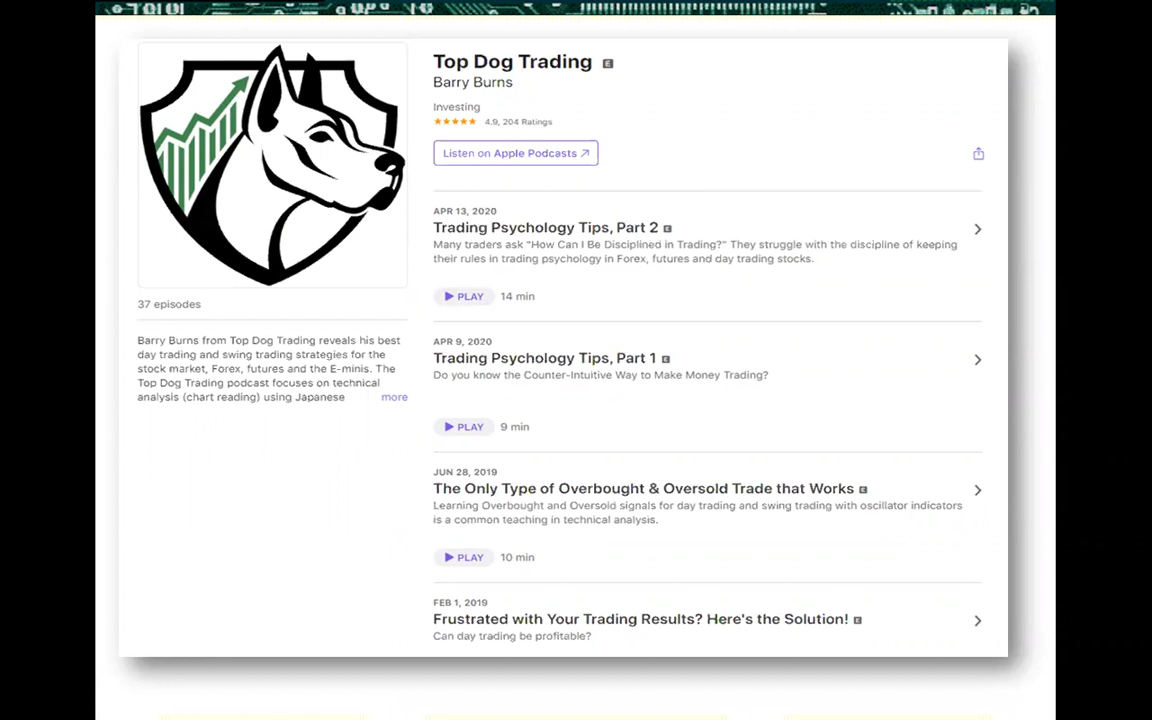 Top Dog Trading E
Barry Burns
Investing
★★★★★ 4.9, 204 Ratings
Listen on Apple Podcasts ↗
37 episodes
Barry Burns from Top Dog Trading reveals his best
day trading and swing trading strategies for the
stock market, Forex, futures and the E-minis. The
Top Dog Trading podcast focuses on technical
analysis (chart reading) using Japanese more
APR 13, 2020
Trading Psychology Tips, Part 2 E
Many traders ask "How Can I Be Disciplined in Trading?" They struggle with the discipline of keeping
their rules in trading psychology in Forex, futures and day trading stocks.
PLAY 14 min
APR 9, 2020
Trading Psychology Tips, Part 1 E
Do you know the Counter-Intuitive Way to Make Money Trading?
PLAY 9 min
JUN 28, 2019
The Only Type of Overbought & Oversold Trade that Works E
Learning Overbought and Oversold signals for day trading and swing trading with oscillator indicators
is a common teaching in technical analysis.
PLAY 10 min
FEB 1, 2019
Frustrated with Your Trading Results? Here's the Solution! E
Can day trading be profitable?